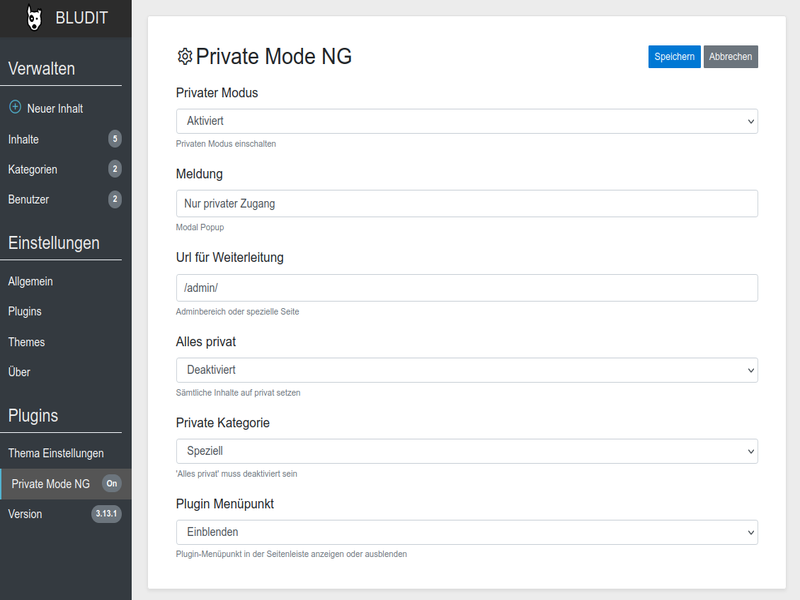 BLUDIT
Verwalten
Neuer Inhalt
Inhalte 5
Kategorien 2
Benutzer 2
Einstellungen
Allgemein
Plugins
Themes
Über
Plugins
Thema Einstellungen
Private Mode NG On
Version 3.13.1
Private Mode NG
Speichern Abbrechen
Privater Modus
Aktiviert
Privaten Modus einschalten
Meldung
Nur privater Zugang
Modal Popup
Url für Weiterleitung
/admin/
Adminbereich oder spezielle Seite
Alles privat
Deaktiviert
Sämtliche Inhalte auf privat setzen
Private Kategorie
Speziell
'Alles privat' muss deaktiviert sein
Plugin Menüpunkt
Einblenden
Plugin-Menüpunkt in der Seitenleiste anzeigen oder ausblenden